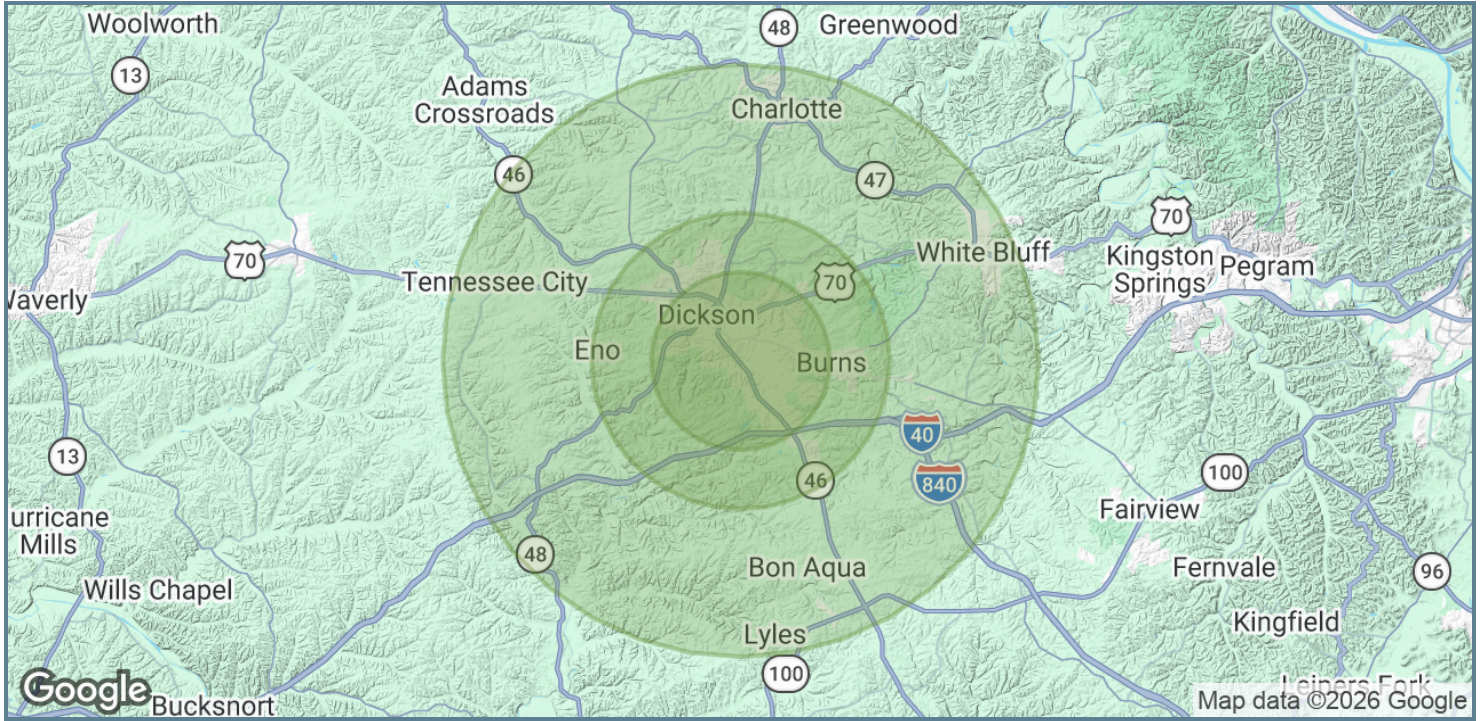 Woolworth
48
Greenwood
13
Adams
Crossroads
Charlotte
46
47
70
70
White Bluff
Kingston
Springs
Pegram
Tennessee City
70
Waverly
Dickson
Eno
Burns
40
13
46
840
100
Fairview
urricane
Mills
48
Bon Aqua
Fernvale
96
Wills Chapel
Lyles
Kingfield
100
Google
Bucksnort
Leipers Fork
Map data ©2026 Google